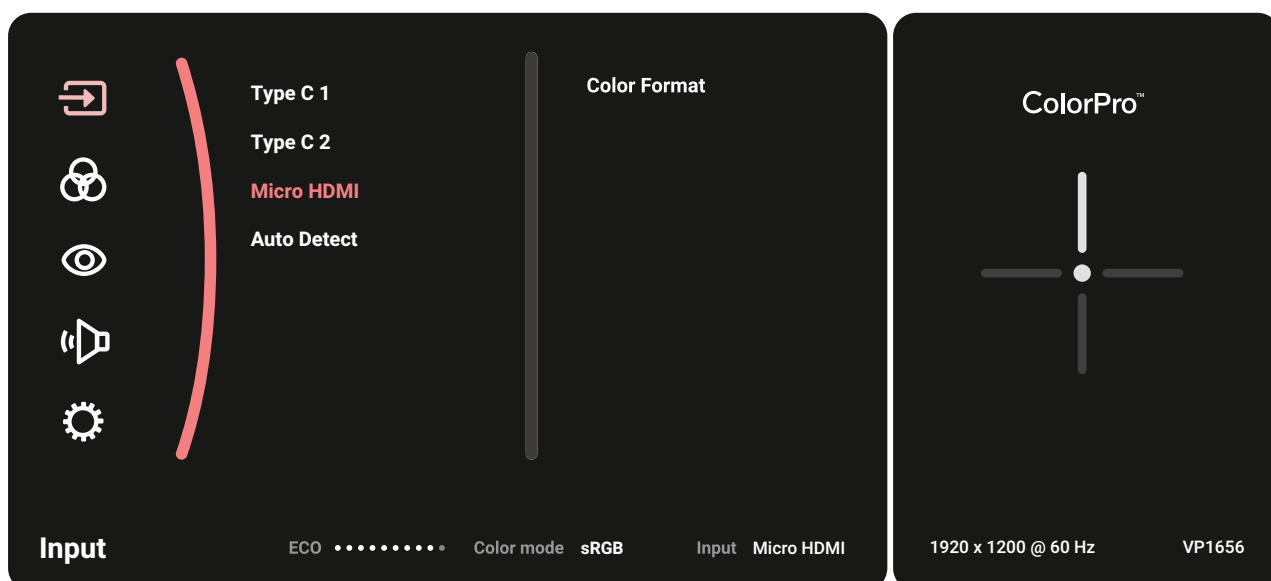 Type C 1
Type C 2
Micro HDMI
Auto Detect
Color Format
Input
ECO
Color mode sRGB
Input Micro HDMI
ColorPro™
1920 x 1200 @ 60 Hz
VP1656